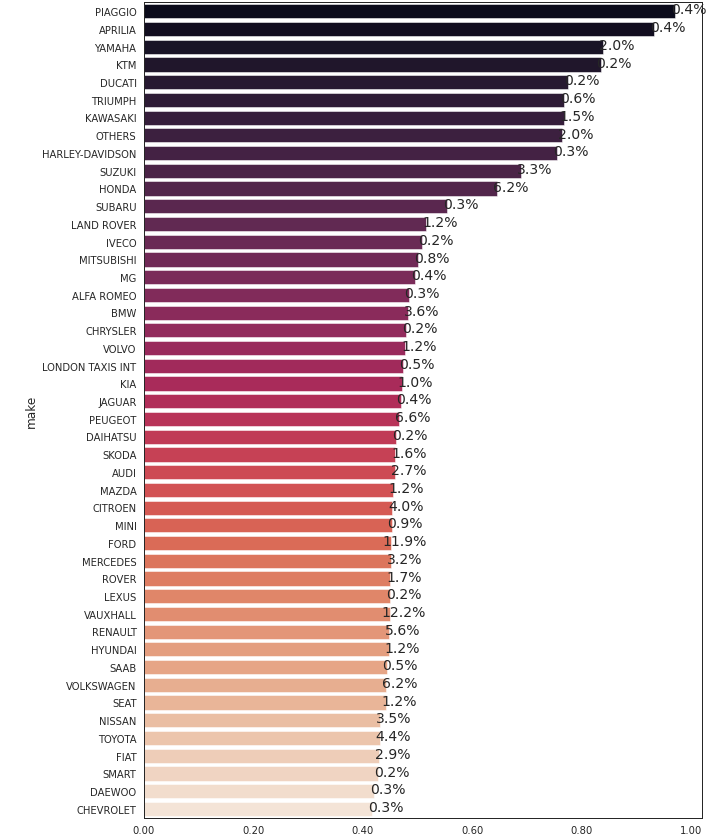 PIAGGIO 0.4%
APRILIA 0.4%
YAMAHA 2.0%
KTM 0.2%
DUCATI 0.2%
TRIUMPH 0.6%
KAWASAKI 1.5%
OTHERS 2.0%
HARLEY-DAVIDSON 0.3%
SUZUKI 3.3%
HONDA 6.2%
SUBARU 0.3%
LAND ROVER 1.2%
IVECO 0.2%
MITSUBISHI 0.8%
MG 0.4%
ALFA ROMEO 0.3%
BMW 3.6%
CHRYSLER 0.2%
VOLVO 1.2%
LONDON TAXIS INT 0.5%
KIA 1.0%
JAGUAR 0.4%
make
PEUGEOT 6.6%
DAIHATSU 0.2%
SKODA 1.6%
AUDI 2.7%
MAZDA 1.2%
CITROEN 4.0%
MINI 0.9%
FORD 11.9%
MERCEDES 3.2%
ROVER 1.7%
LEXUS 0.2%
VAUXHALL 12.2%
RENAULT 5.6%
HYUNDAI 1.2%
SAAB 0.5%
VOLKSWAGEN 6.2%
SEAT 1.2%
NISSAN 3.5%
TOYOTA 4.4%
FIAT 2.9%
SMART 0.2%
DAEWOO 0.3%
CHEVROLET 0.3%
0.00 0.20 0.40 0.60 0.80 1.00